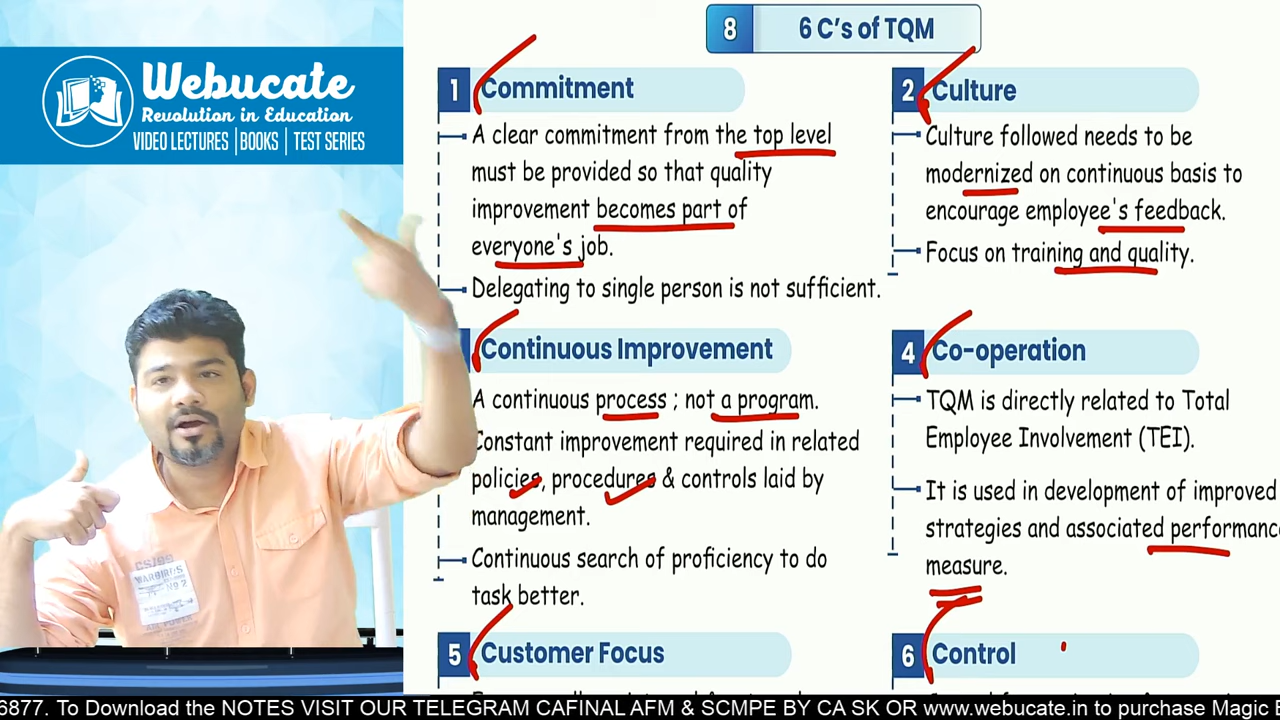 8 6 C's of TQM
Webucate
Revolution in Education
VIDEO LECTURES | BOOKS | TEST SERIES
1 Commitment
A clear commitment from the top level
must be provided so that quality
improvement becomes part of
everyone's job.
Delegating to single person is not sufficient.
2 Culture
Culture followed needs to be
modernized on continuous basis to
encourage employee's feedback.
Focus on training and quality.
Continuous Improvement
A continuous process ; not a program.
Constant improvement required in related
policies, procedures & controls laid by
management.
Continuous search of proficiency to do
task better.
4 Co-operation
TQM is directly related to Total
Employee Involvement (TEI).
It is used in development of improved
strategies and associated performance
measure.
5 Customer Focus
6 Control
CS/99
WARBIRDS
Nº 2
6877. To Download the NOTES VISIT OUR TELEGRAM CAFINAL AFM & SCMPE BY CA SK OR www.webucate.in to purchase Magic B